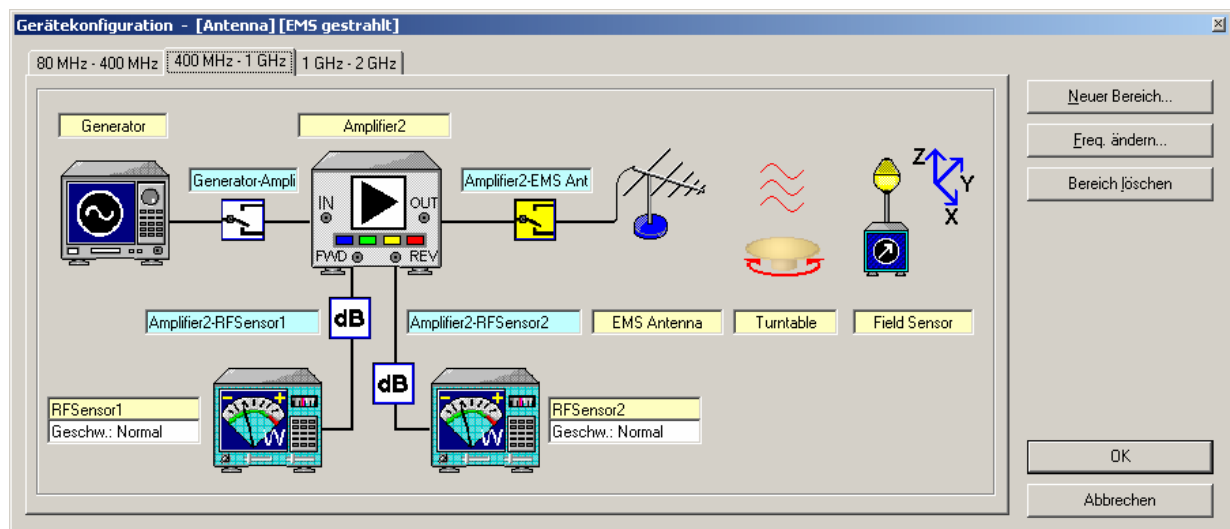 Gerätekonfiguration - [Antenna] [EMS gestrahlt]
80 MHz - 400 MHz
400 MHz - 1 GHz
1 GHz - 2 GHz
Neuer Bereich...
Freq. ändern...
Bereich löschen
Generator
Amplifier2
Generator-Ampli
Amplifier2-EMS Ant
IN
OUT
FWD
REV
Z
Y
X
Amplifier2-RFSensor1
dB
Amplifier2-RFSensor2
EMS Antenna
Turntable
Field Sensor
dB
RFSensor1
Geschw.: Normal
W
W
RFSensor2
Geschw.: Normal
OK
Abbrechen